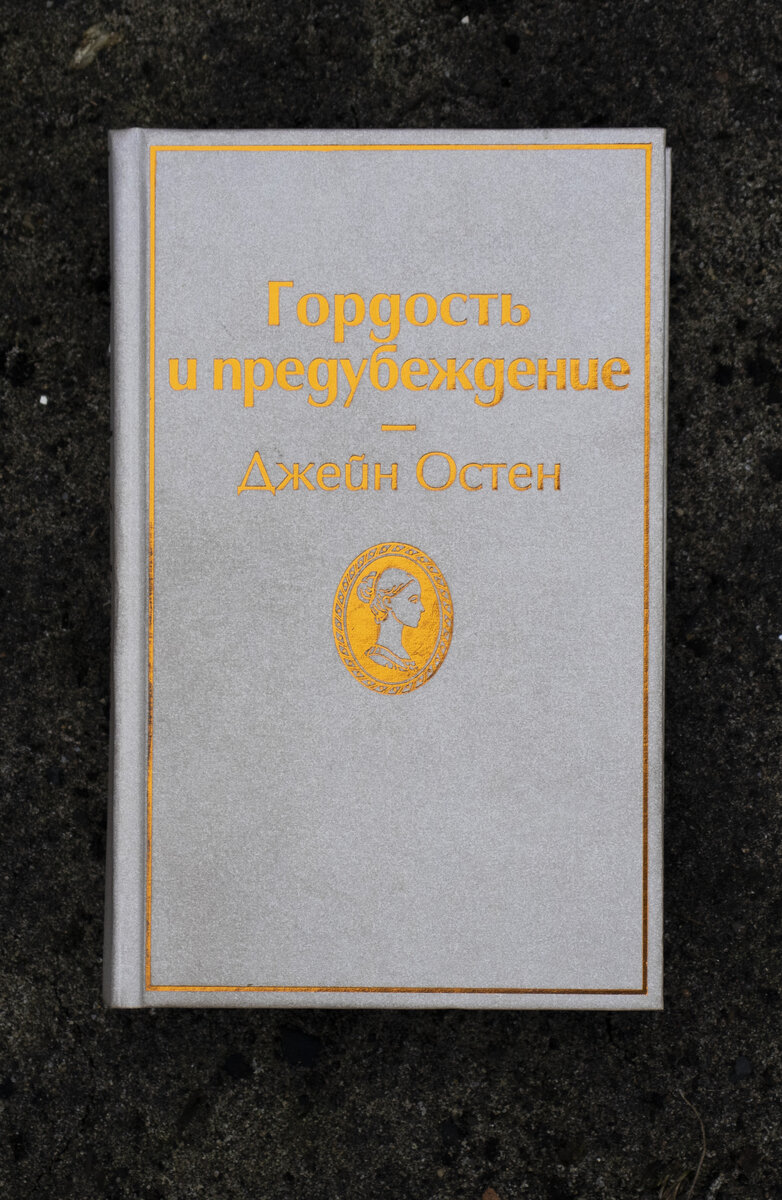 Гордость
и предубеждение
—
Джейн Остен